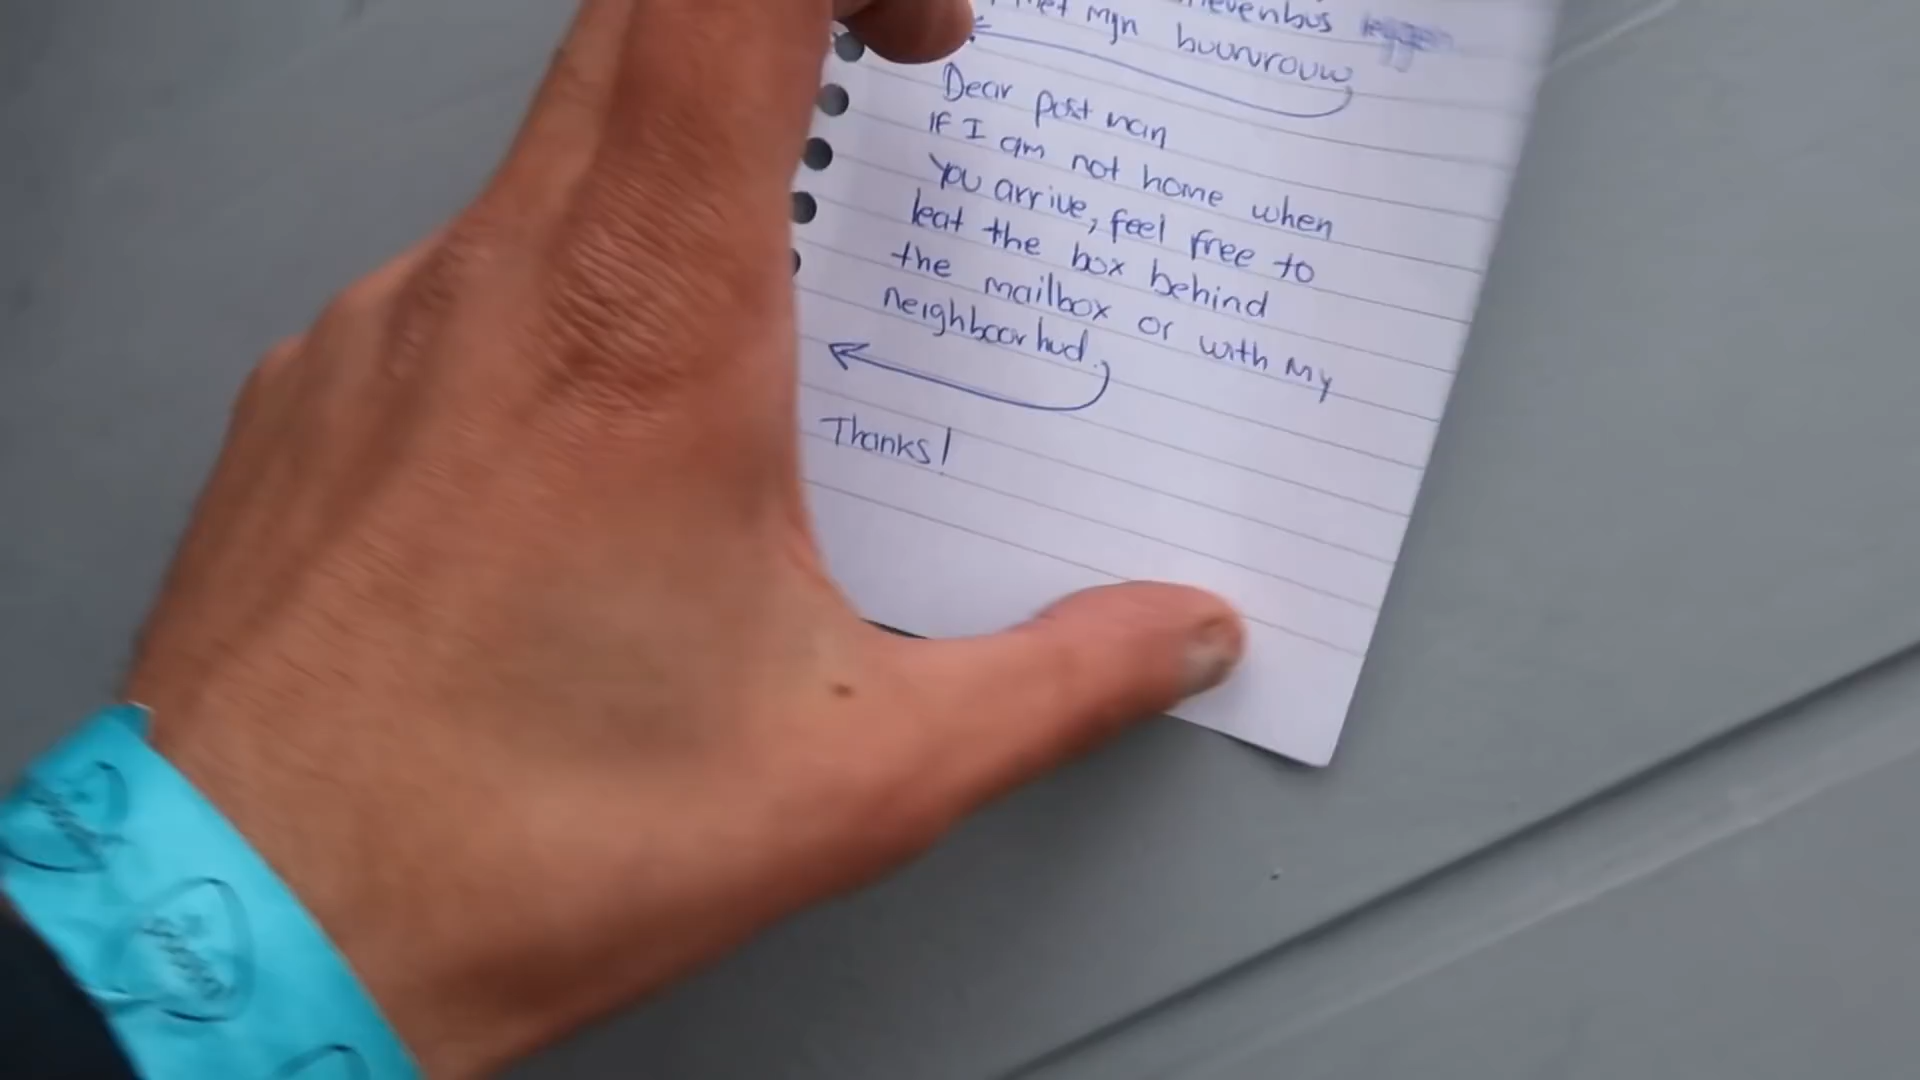 met mijn buurvrouw
Dear post man
if I am not home when
You arrive, feel free to
leat the box behind
the mailbox or with my
neighboorhud.
Thanks!